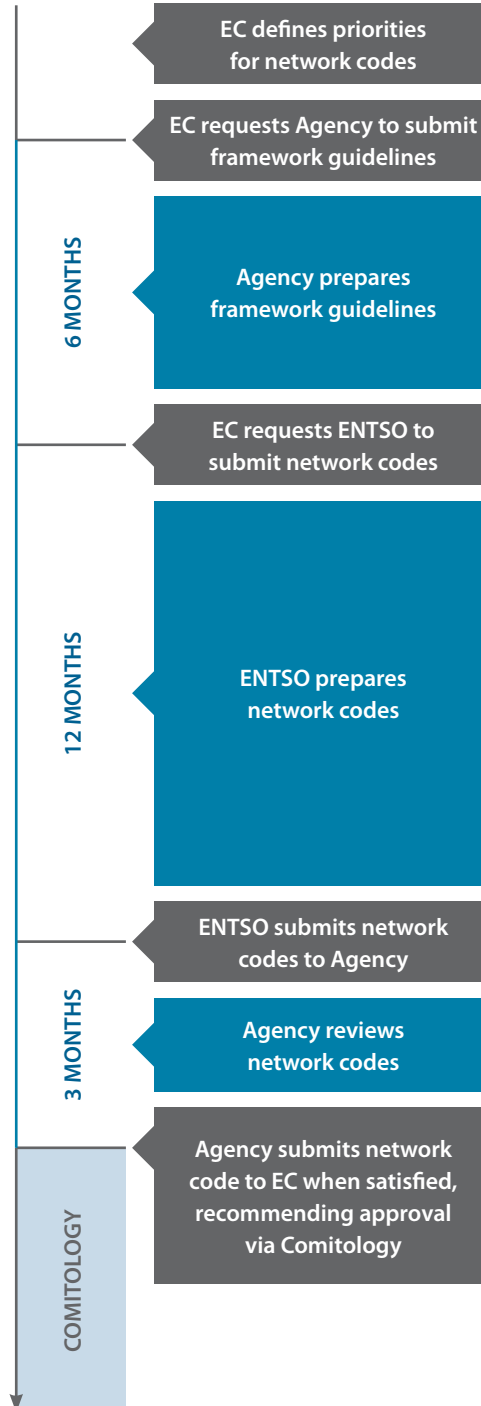 EC defines priorities
for network codes
EC requests Agency to submit
framework guidelines
6 MONTHS
Agency prepares
framework guidelines
EC requests ENTSO to
submit network codes
12 MONTHS
ENTSO prepares
network codes
ENTSO submits network
codes to Agency
3 MONTHS
Agency reviews
network codes
Agency submits network
code to EC when satisfied,
recommending approval
via Comitology
COMITOLOGY